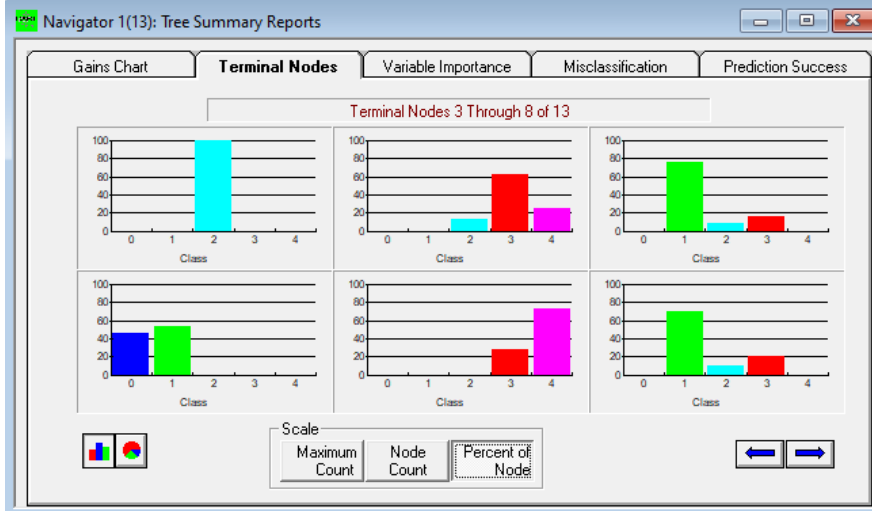 Navigator 1(13): Tree Summary Reports
Gains Chart
Terminal Nodes
Variable Importance
Misclassification
Prediction Success
Terminal Nodes 3 Through 8 of 13
100
80
60
40
20
0
0 1 2 3 4
Class
100
80
60
40
20
0
0 1 2 3 4
Class
100
80
60
40
20
0
0 1 2 3 4
Class
100
80
60
40
20
0
0 1 2 3 4
Class
100
80
60
40
20
0
0 1 2 3 4
Class
100
80
60
40
20
0
0 1 2 3 4
Class
Scale
Maximum
Count
Node
Count
Percent of
Node